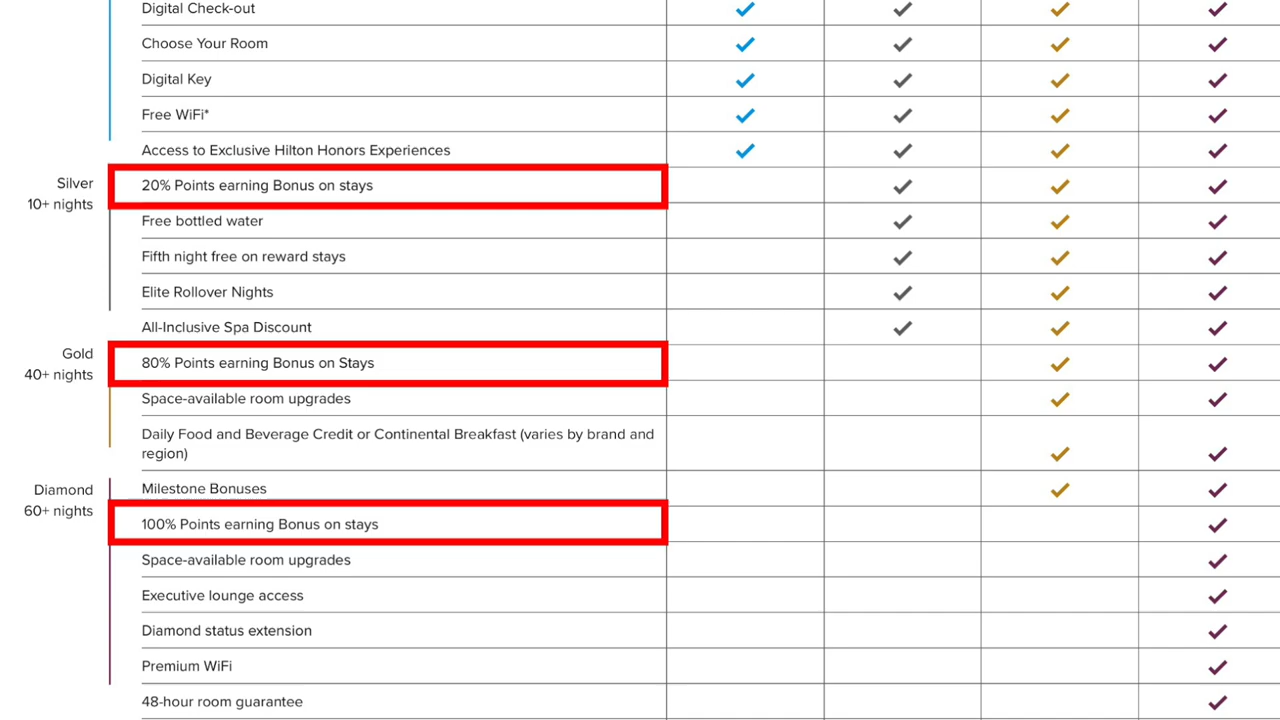 Digital Check-out
Choose Your Room
Digital Key
Free WiFi*
Access to Exclusive Hilton Honors Experiences
Silver
10+ nights
20% Points earning Bonus on stays
Free bottled water
Fifth night free on reward stays
Elite Rollover Nights
All-Inclusive Spa Discount
Gold
40+ nights
80% Points earning Bonus on Stays
Space-available room upgrades
Daily Food and Beverage Credit or Continental Breakfast (varies by brand and
region)
Milestone Bonuses
Diamond
60+ nights
100% Points earning Bonus on stays
Space-available room upgrades
Executive lounge access
Diamond status extension
Premium WiFi
48-hour room guarantee